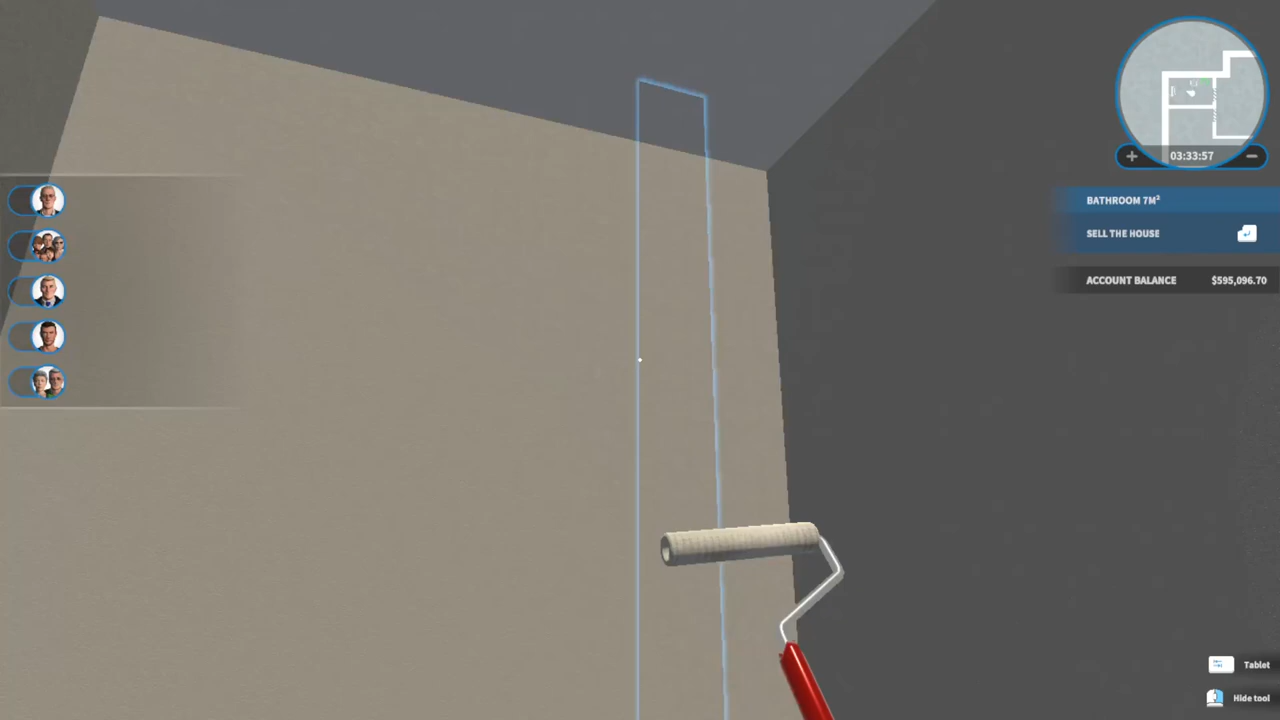 03:33:57
BATHROOM 7M²
SELL THE HOUSE
ACCOUNT BALANCE $595,096.70
Tablet
Hide tool